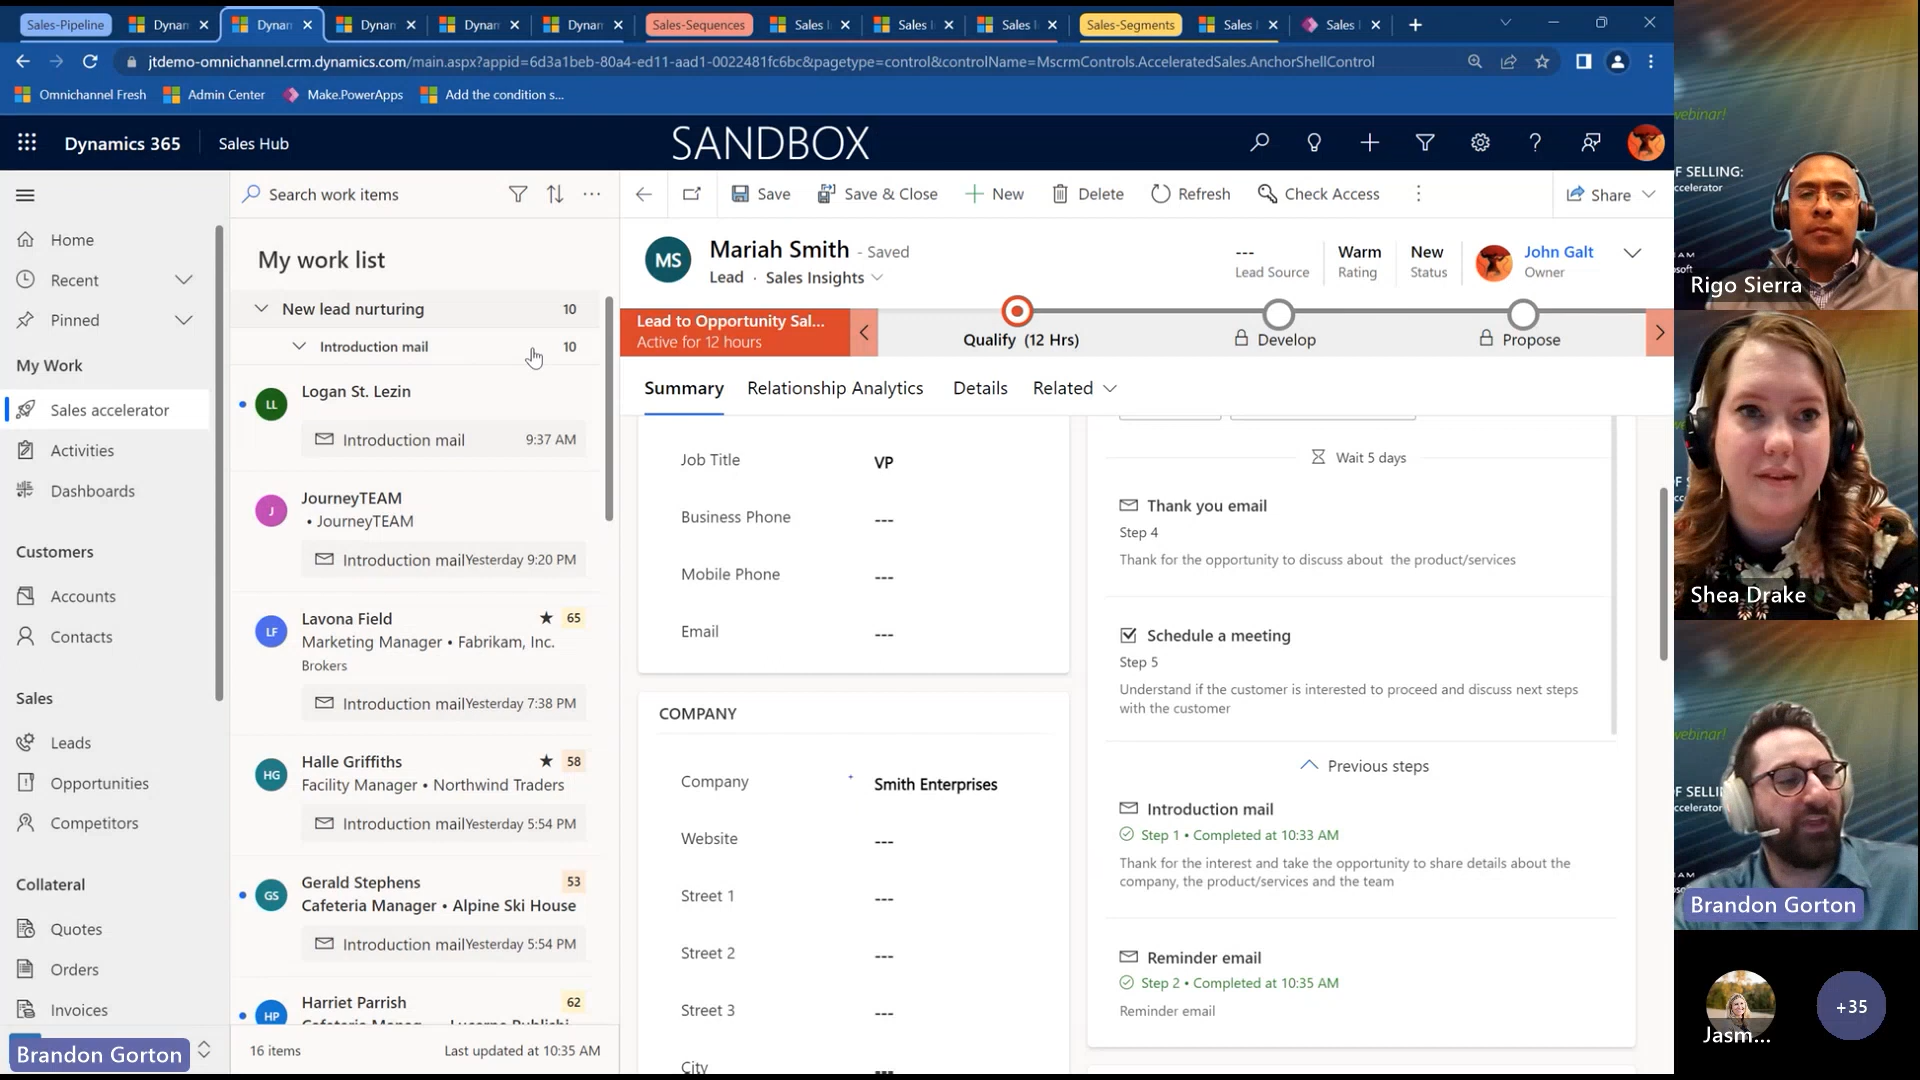 Sales-Pipeline
Dynan
Dynan
Dynan
Dynan
Dynan
Sales-Sequences
Sales I
Sales I
Sales I
Sales-Segments
Sales
Sales
jtdemo-omnichannel.crm.dynamics.com/main.aspx?appid=6d3a1beb-80a4-ed11-aad1-0022481fc6bc&pagetype=control&controlName=MscrmControls.AcceleratedSales.AnchorShellControl
Omnichannel Fresh
Admin Center
Make.PowerApps
Add the condition s...
Dynamics 365
Sales Hub
SANDBOX
Home
Recent
Pinned
My Work
Sales accelerator
Activities
Dashboards
Customers
Accounts
Contacts
Sales
Leads
Opportunities
Competitors
Collateral
Quotes
Orders
Invoices
Brandon Gorton
Search work items
My work list
New lead nurturing 10
Introduction mail 10
LL
Logan St. Lezin
Introduction mail 9:37 AM
J
JourneyTEAM
• JourneyTEAM
Introduction mail Yesterday 9:20 PM
LF
Lavona Field ★ 65
Marketing Manager • Fabrikam, Inc.
Brokers
Introduction mail Yesterday 7:38 PM
HG
Halle Griffiths ★ 58
Facility Manager • Northwind Traders
Introduction mail Yesterday 5:54 PM
GS
Gerald Stephens 53
Cafeteria Manager • Alpine Ski House
Introduction mail Yesterday 5:54 PM
HP
Harriet Parrish 62
16 items
Last updated at 10:35 AM
Save
Save & Close
New
Delete
Refresh
Check Access
Share
MS
Mariah Smith - Saved
Lead · Sales Insights
---
Lead Source
Warm
Rating
New
Status
John Galt
Owner
Lead to Opportunity Sal...
Active for 12 hours
Qualify (12 Hrs)
Develop
Propose
Summary
Relationship Analytics
Details
Related
Job Title VP
Business Phone ---
Mobile Phone ---
Email ---
COMPANY
Company Smith Enterprises
Website ---
Street 1 ---
Street 2 ---
Street 3 ---
City ---
Wait 5 days
Thank you email
Step 4
Thank for the opportunity to discuss about the product/services
Schedule a meeting
Step 5
Understand if the customer is interested to proceed and discuss next steps
with the customer
Previous steps
Introduction mail
Step 1 • Completed at 10:33 AM
Thank for the interest and take the opportunity to share details about the
company, the product/services and the team
Reminder email
Step 2 • Completed at 10:35 AM
Reminder email
webinar!
F SELLING:
celerator
AM
osoft
Rigo Sierra
Shea Drake
webinar!
OF SELLI
ccelerator
Brandon Gorton
Jasm...
+35